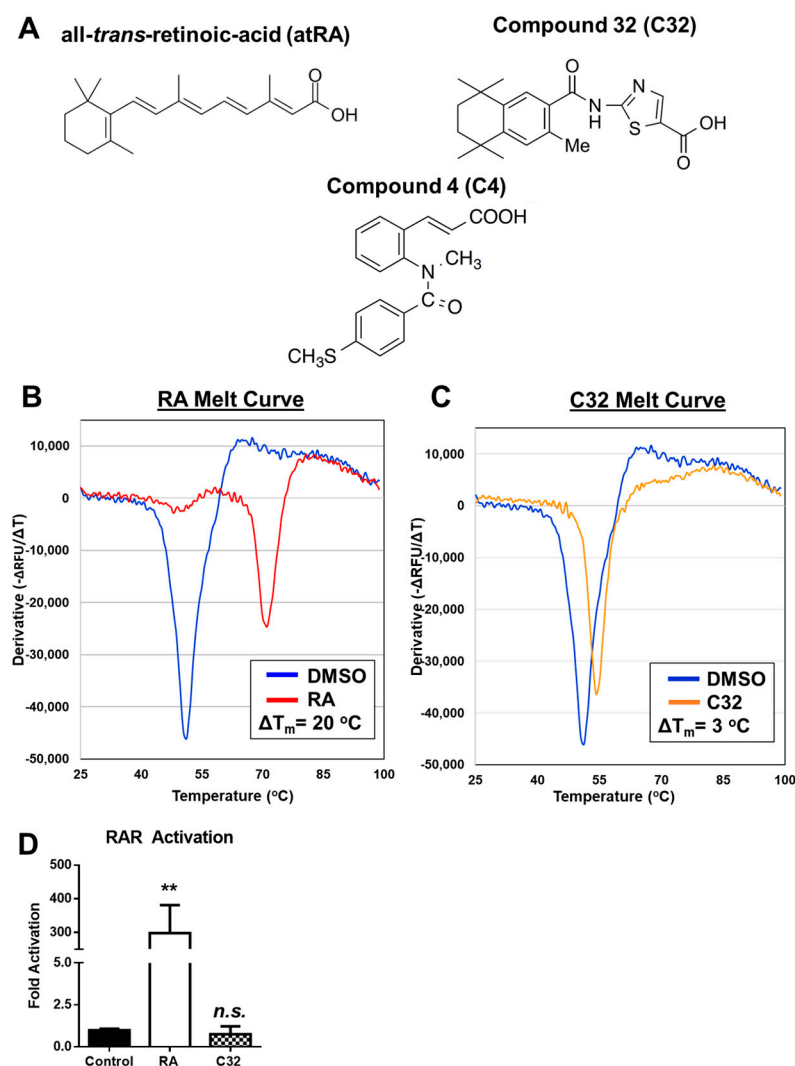 A
all-trans-retinoic-acid (atRA)
Compound 32 (C32)
O
OH
O
N
N
H
S
Me
OH
O
Compound 4 (C4)
COOH
N
CH3
C
O
CH3S
B
RA Melt Curve
Derivative (-ΔRFU/ΔT)
10,000
0
-10,000
-20,000
-30,000
-40,000
-50,000
DMSO
RA
ΔTm= 20 °C
25 40 55 70 85 100
Temperature (°C)
C
C32 Melt Curve
Derivative (-ΔRFU/ΔT)
10,000
0
-10,000
-20,000
-30,000
-40,000
-50,000
DMSO
C32
ΔTm= 3 °C
25 40 55 70 85 100
Temperature (°C)
D
RAR Activation
Fold Activation
500
400
300
5.0
2.5
0.0
**
n.s.
Control RA C32